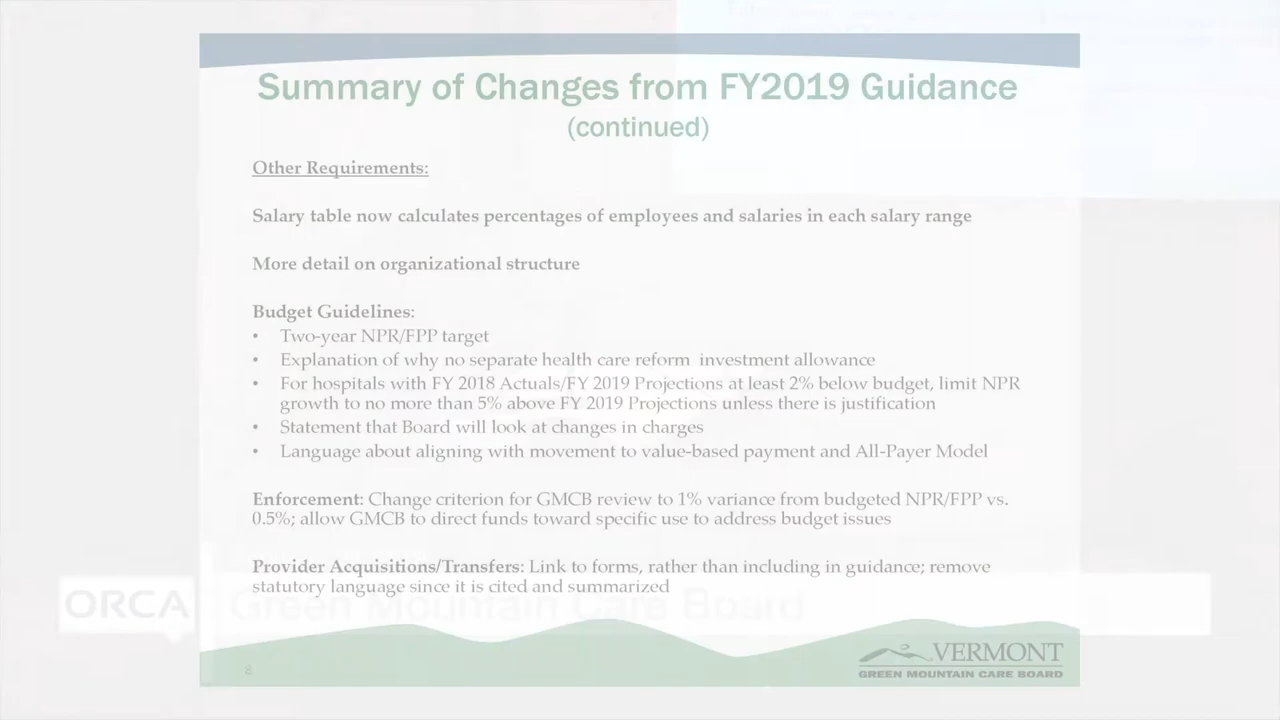 Summary of Changes from FY2019 Guidance
(continued)
Other Requirements:
Salary table now calculates percentages of employees and salaries in each salary range
More detail on organizational structure
Budget Guidelines:
• Two-year NPR/FPP target
• Explanation of why no separate health care reform investment allowance
• For hospitals with FY 2018 Actuals/FY 2019 Projections at least 2% below budget, limit NPR
growth to no more than 5% above FY 2019 Projections unless there is justification
• Statement that Board will look at changes in charges
• Language about aligning with movement to value-based payment and All-Payer Model
Enforcement: Change criterion for GMCB review to 1% variance from budgeted NPR/FPP vs.
0.5%; allow GMCB to direct funds toward specific use to address budget issues
Provider Acquisitions/Transfers: Link to forms, rather than including in guidance; remove
statutory language since it is cited and summarized
ORCA Green Mountain Care Board
8
VERMONT
GREEN MOUNTAIN CARE BOARD